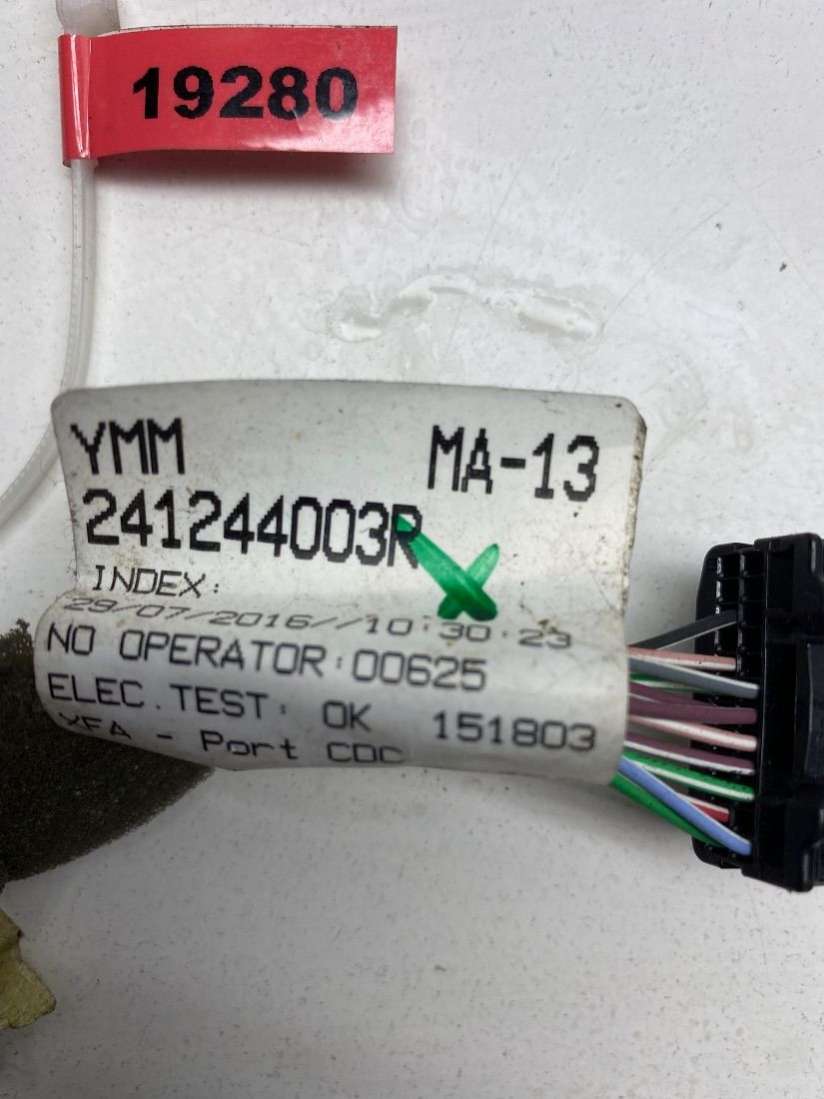 19280
YMM MA-13
241244003R
INDEX:
29/07/2016//10:30:23
NO OPERATOR:00625
ELEC.TEST: OK 151803
XFA - Port CDC